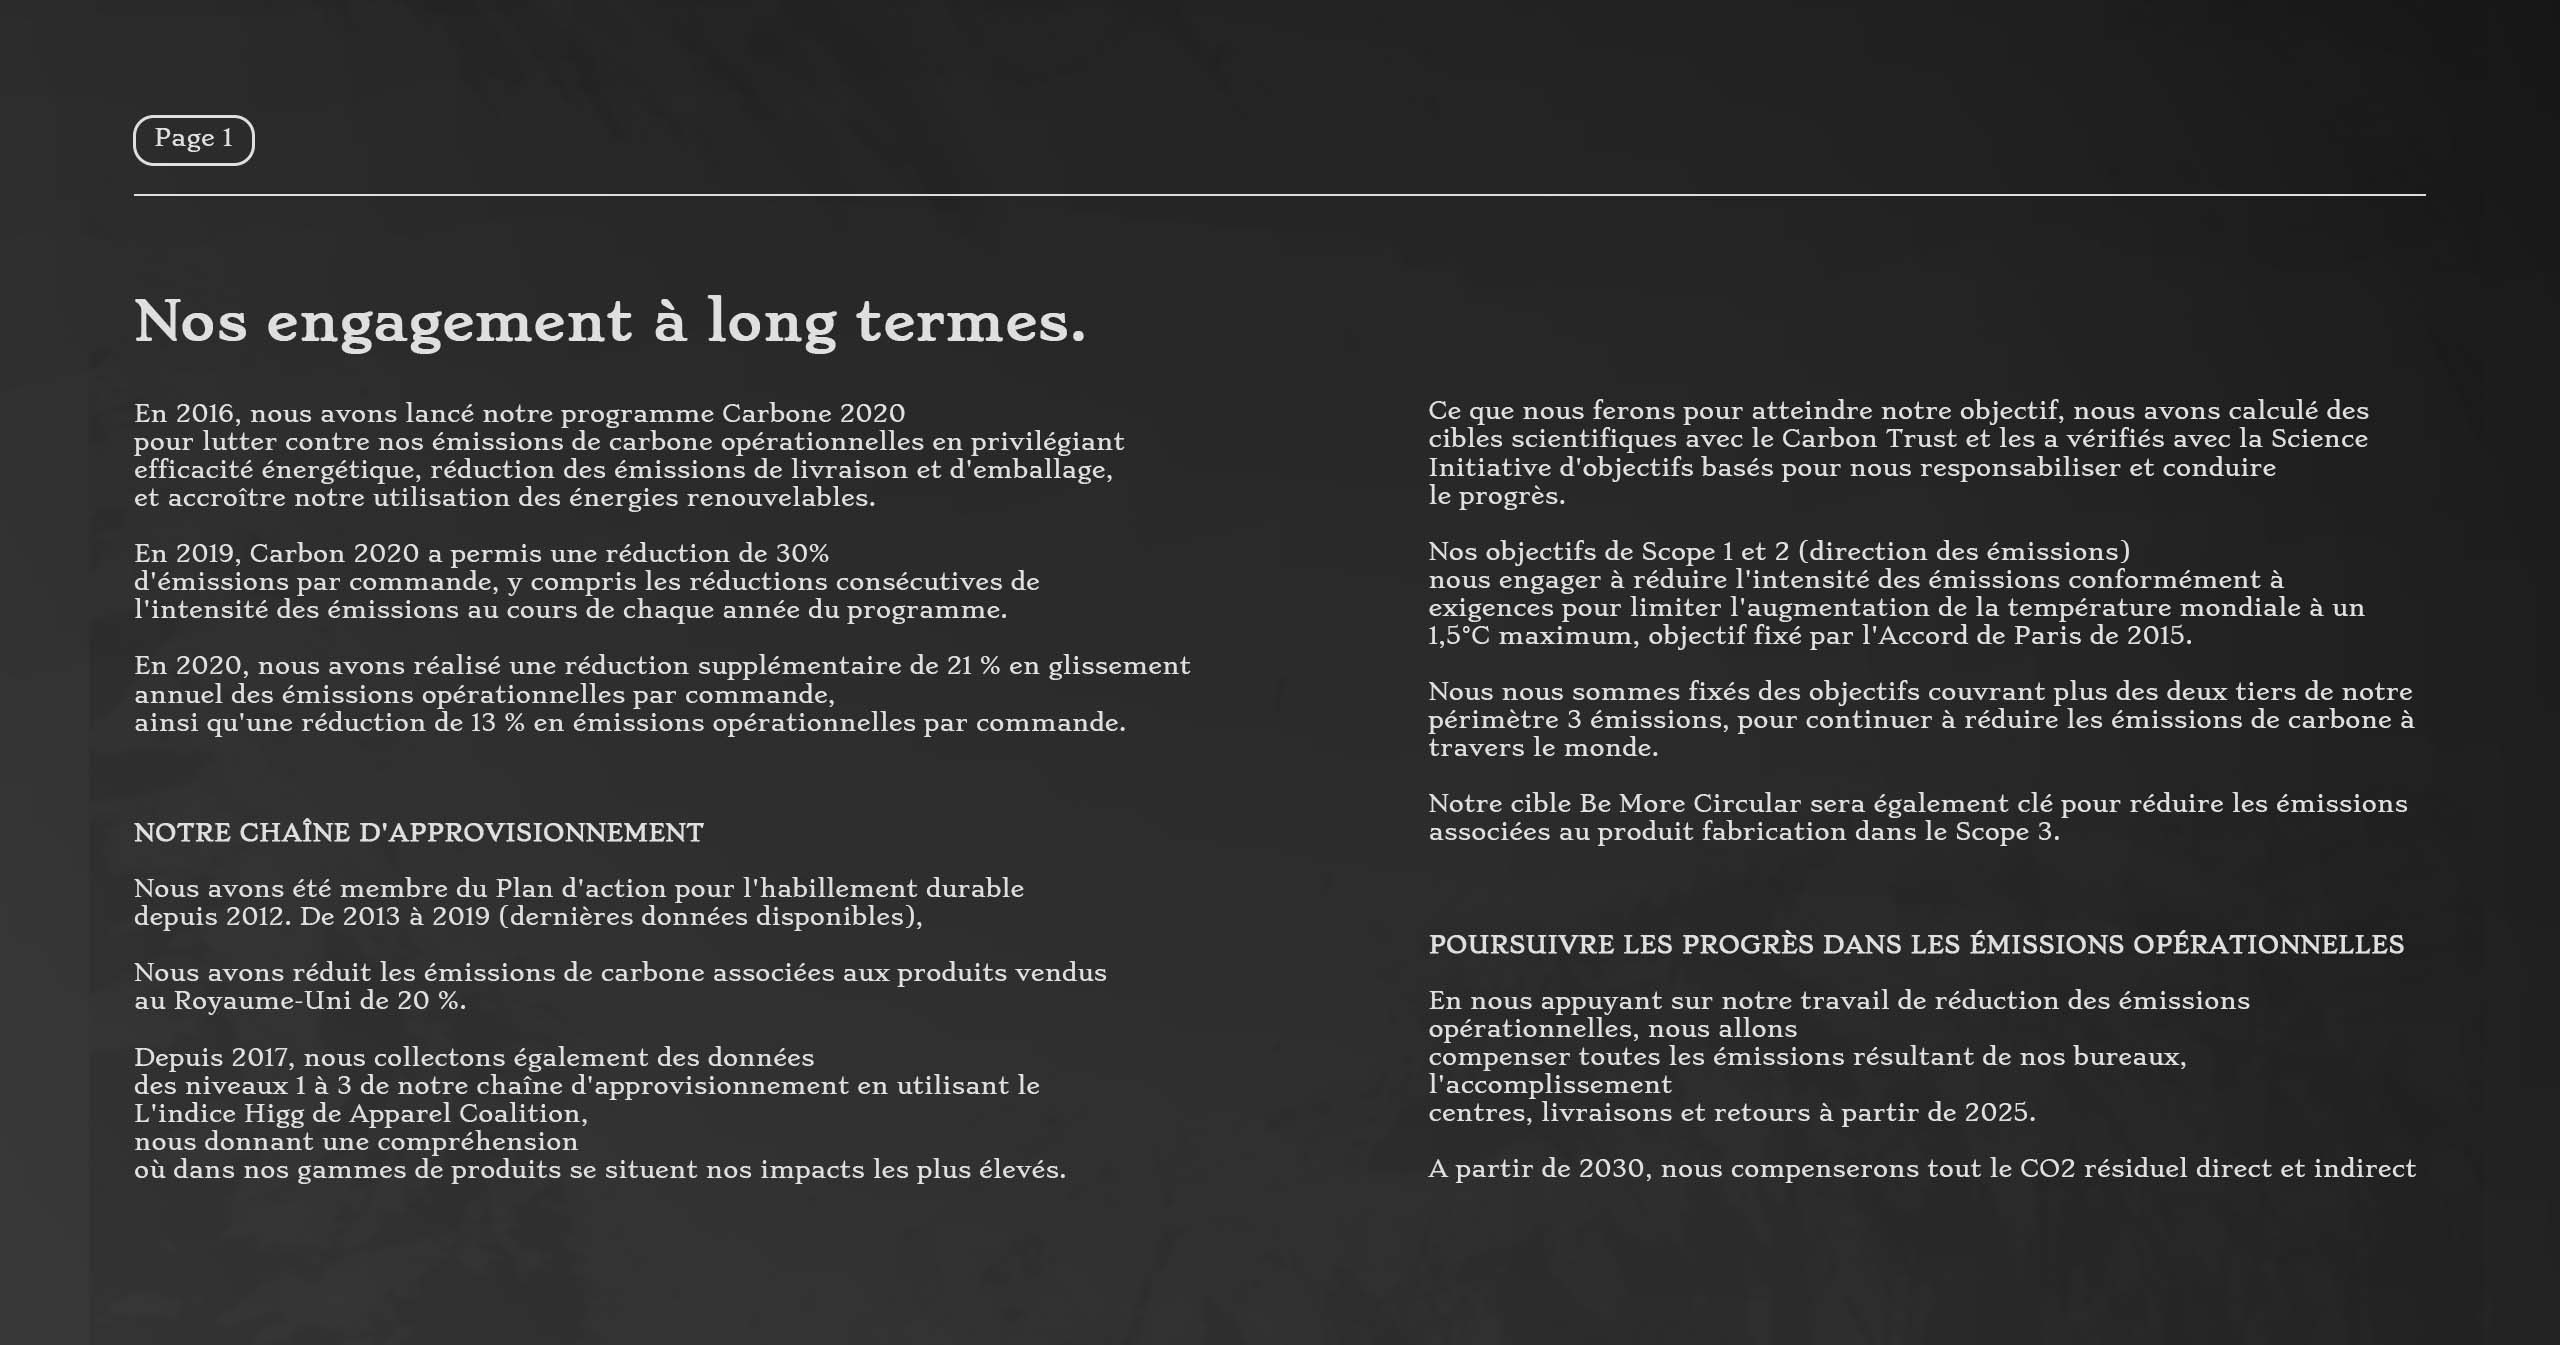 Page 1
Nos engagement à long termes.
En 2016, nous avons lancé notre programme Carbone 2020
pour lutter contre nos émissions de carbone opérationnelles en privilégiant
efficacité énergétique, réduction des émissions de livraison et d'emballage,
et accroître notre utilisation des énergies renouvelables.
En 2019, Carbon 2020 a permis une réduction de 30%
d'émissions par commande, y compris les réductions consécutives de
l'intensité des émissions au cours de chaque année du programme.
En 2020, nous avons réalisé une réduction supplémentaire de 21 % en glissement
annuel des émissions opérationnelles par commande,
ainsi qu'une réduction de 13 % en émissions opérationnelles par commande.
NOTRE CHAÎNE D'APPROVISIONNEMENT
Nous avons été membre du Plan d'action pour l'habillement durable
depuis 2012. De 2013 à 2019 (dernières données disponibles),
Nous avons réduit les émissions de carbone associées aux produits vendus
au Royaume-Uni de 20 %.
Depuis 2017, nous collectons également des données
des niveaux 1 à 3 de notre chaîne d'approvisionnement en utilisant le
L'indice Higg de Apparel Coalition,
nous donnant une compréhension
où dans nos gammes de produits se situent nos impacts les plus élevés.
Ce que nous ferons pour atteindre notre objectif, nous avons calculé des
cibles scientifiques avec le Carbon Trust et les a vérifiés avec la Science
Initiative d'objectifs basés pour nous responsabiliser et conduire
le progrès.
Nos objectifs de Scope 1 et 2 (direction des émissions)
nous engager à réduire l'intensité des émissions conformément à
exigences pour limiter l'augmentation de la température mondiale à un
1,5°C maximum, objectif fixé par l'Accord de Paris de 2015.
Nous nous sommes fixés des objectifs couvrant plus des deux tiers de notre
périmètre 3 émissions, pour continuer à réduire les émissions de carbone à
travers le monde.
Notre cible Be More Circular sera également clé pour réduire les émissions
associées au produit fabrication dans le Scope 3.
POURSUIVRE LES PROGRÈS DANS LES ÉMISSIONS OPÉRATIONNELLES
En nous appuyant sur notre travail de réduction des émissions
opérationnelles, nous allons
compenser toutes les émissions résultant de nos bureaux,
l'accomplissement
centres, livraisons et retours à partir de 2025.
A partir de 2030, nous compenserons tout le CO2 résiduel direct et indirect